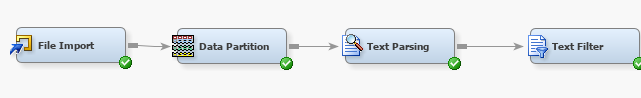 File Import
Data Partition
Text Parsing
Text Filter